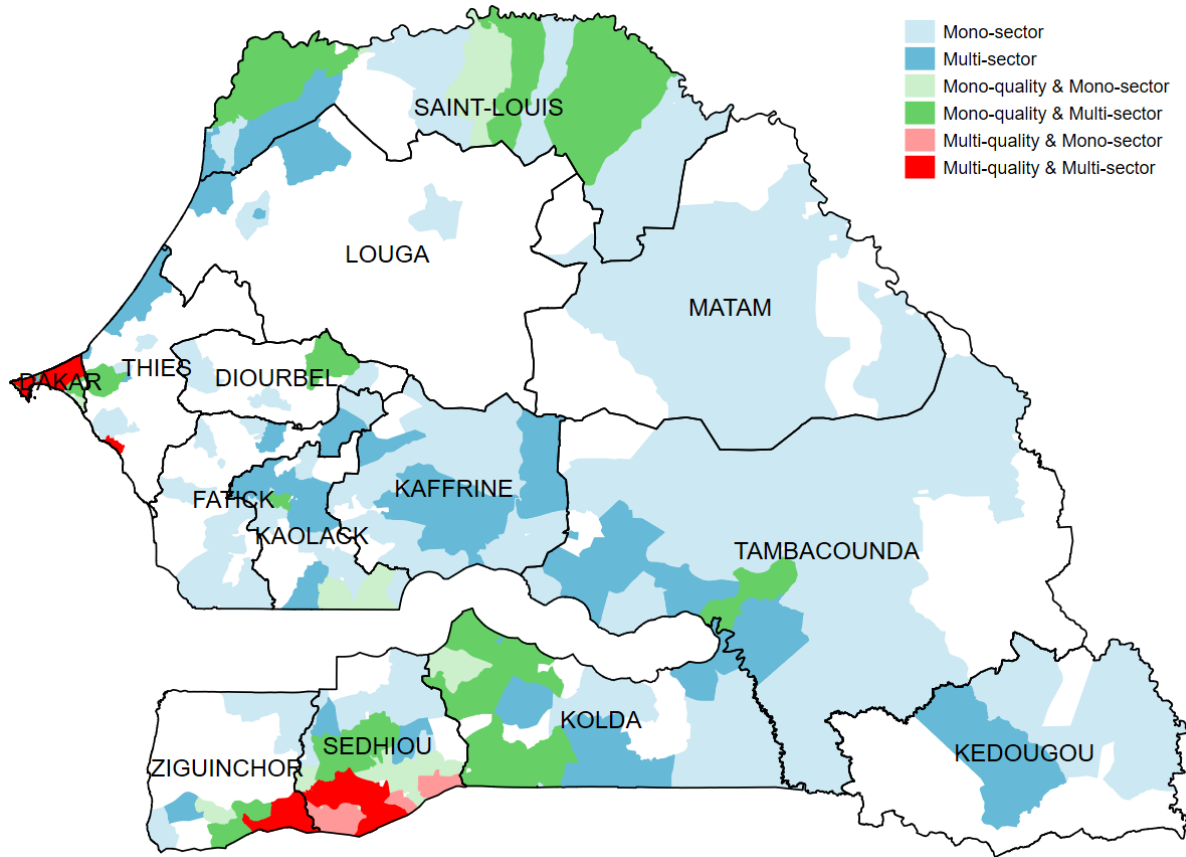 Mono-sector
Multi-sector
Mono-quality & Mono-sector
Mono-quality & Multi-sector
Multi-quality & Mono-sector
Multi-quality & Multi-sector
SAINT-LOUIS
LOUGA
MATAM
THIES
DAKAR
DIOURBEL
KAFFRINE
FATICK
KAOLACK
TAMBACOUNDA
KOLDA
SEDHIOU
ZIGUINCHOR
KEDOUGOU